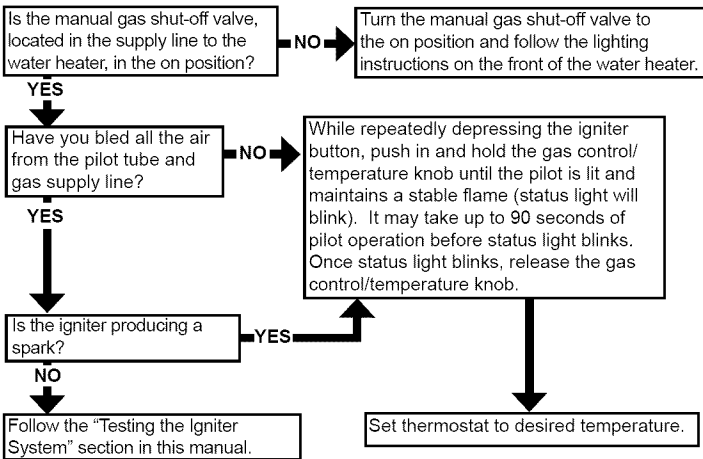 Is the manual gas shut-off valve,
located in the supply line to the
water heater, in the on position?
NO
Turn the manual gas shut-off valve to
the on position and follow the lighting
instructions on the front of the water heater.
YES
Have you bled all the air
from the pilot tube and
gas supply line?
NO
While repeatedly depressing the igniter
button, push in and hold the gas control/
temperature knob until the pilot is lit and
maintains a stable flame (status light will
blink). It may take up to 90 seconds of
pilot operation before status light blinks.
Once status light blinks, release the gas
control/temperature knob.
YES
Is the igniter producing a
spark?
YES
NO
Follow the “Testing the Igniter
System” section in this manual.
Set thermostat to desired temperature.